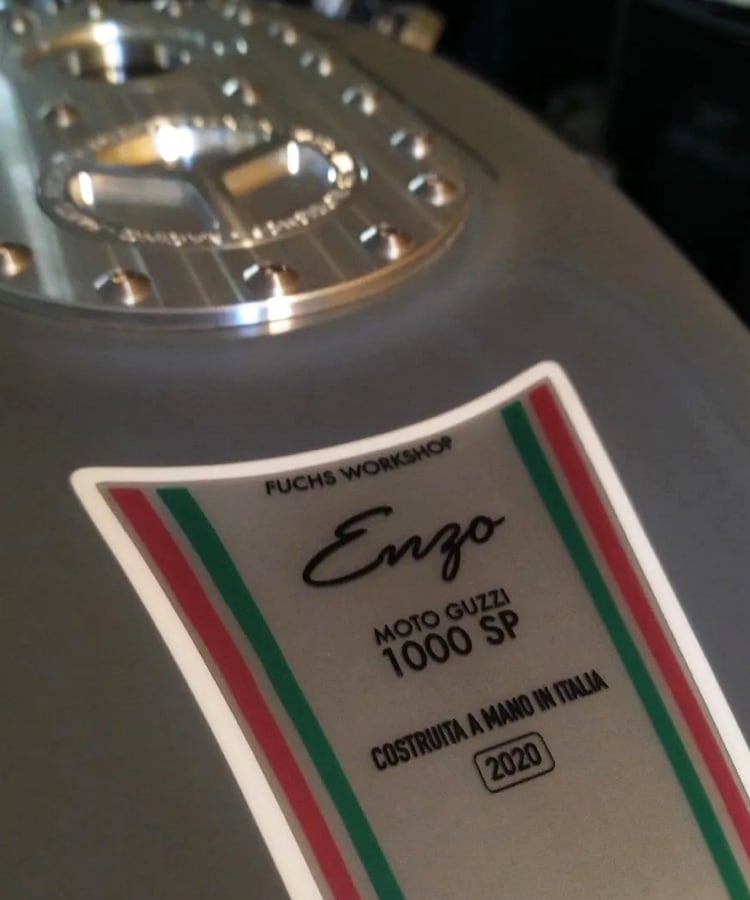 FUCHS WORKSHOP
Enzo
MOTO GUZZI
1000 SP
COSTRUITA A MANO IN ITALIA
2020